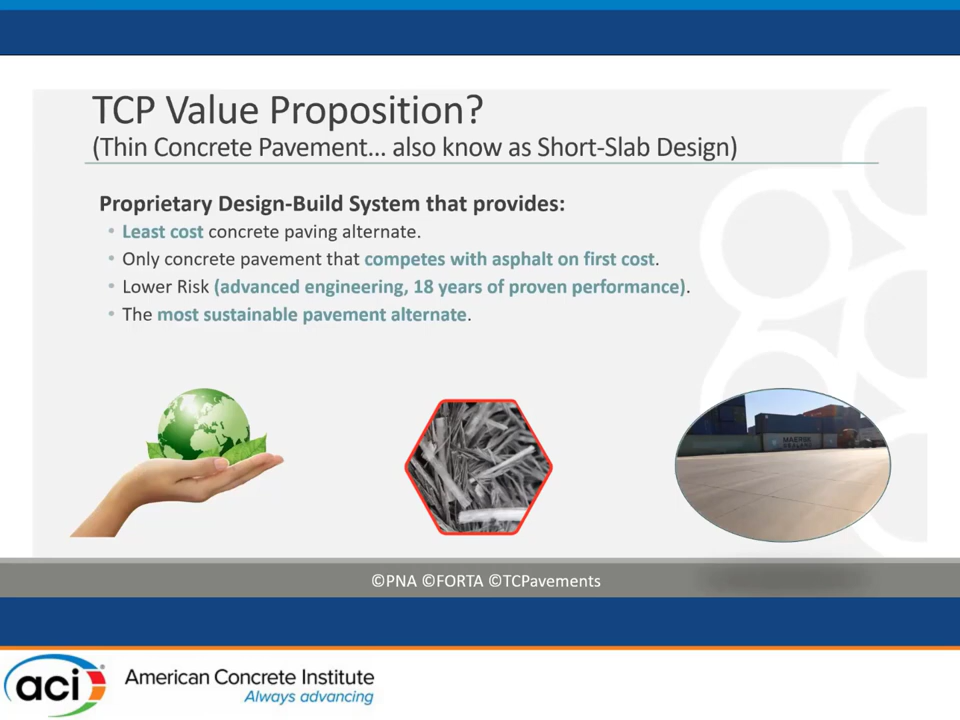 TCP Value Proposition?
(Thin Concrete Pavement... also know as Short-Slab Design)
Proprietary Design-Build System that provides:
• Least cost concrete paving alternate.
• Only concrete pavement that competes with asphalt on first cost.
• Lower Risk (advanced engineering, 18 years of proven performance).
• The most sustainable pavement alternate.
MAERSK
©PNA ©FORTA ©TCPavements
aci
American Concrete Institute
Always advancing